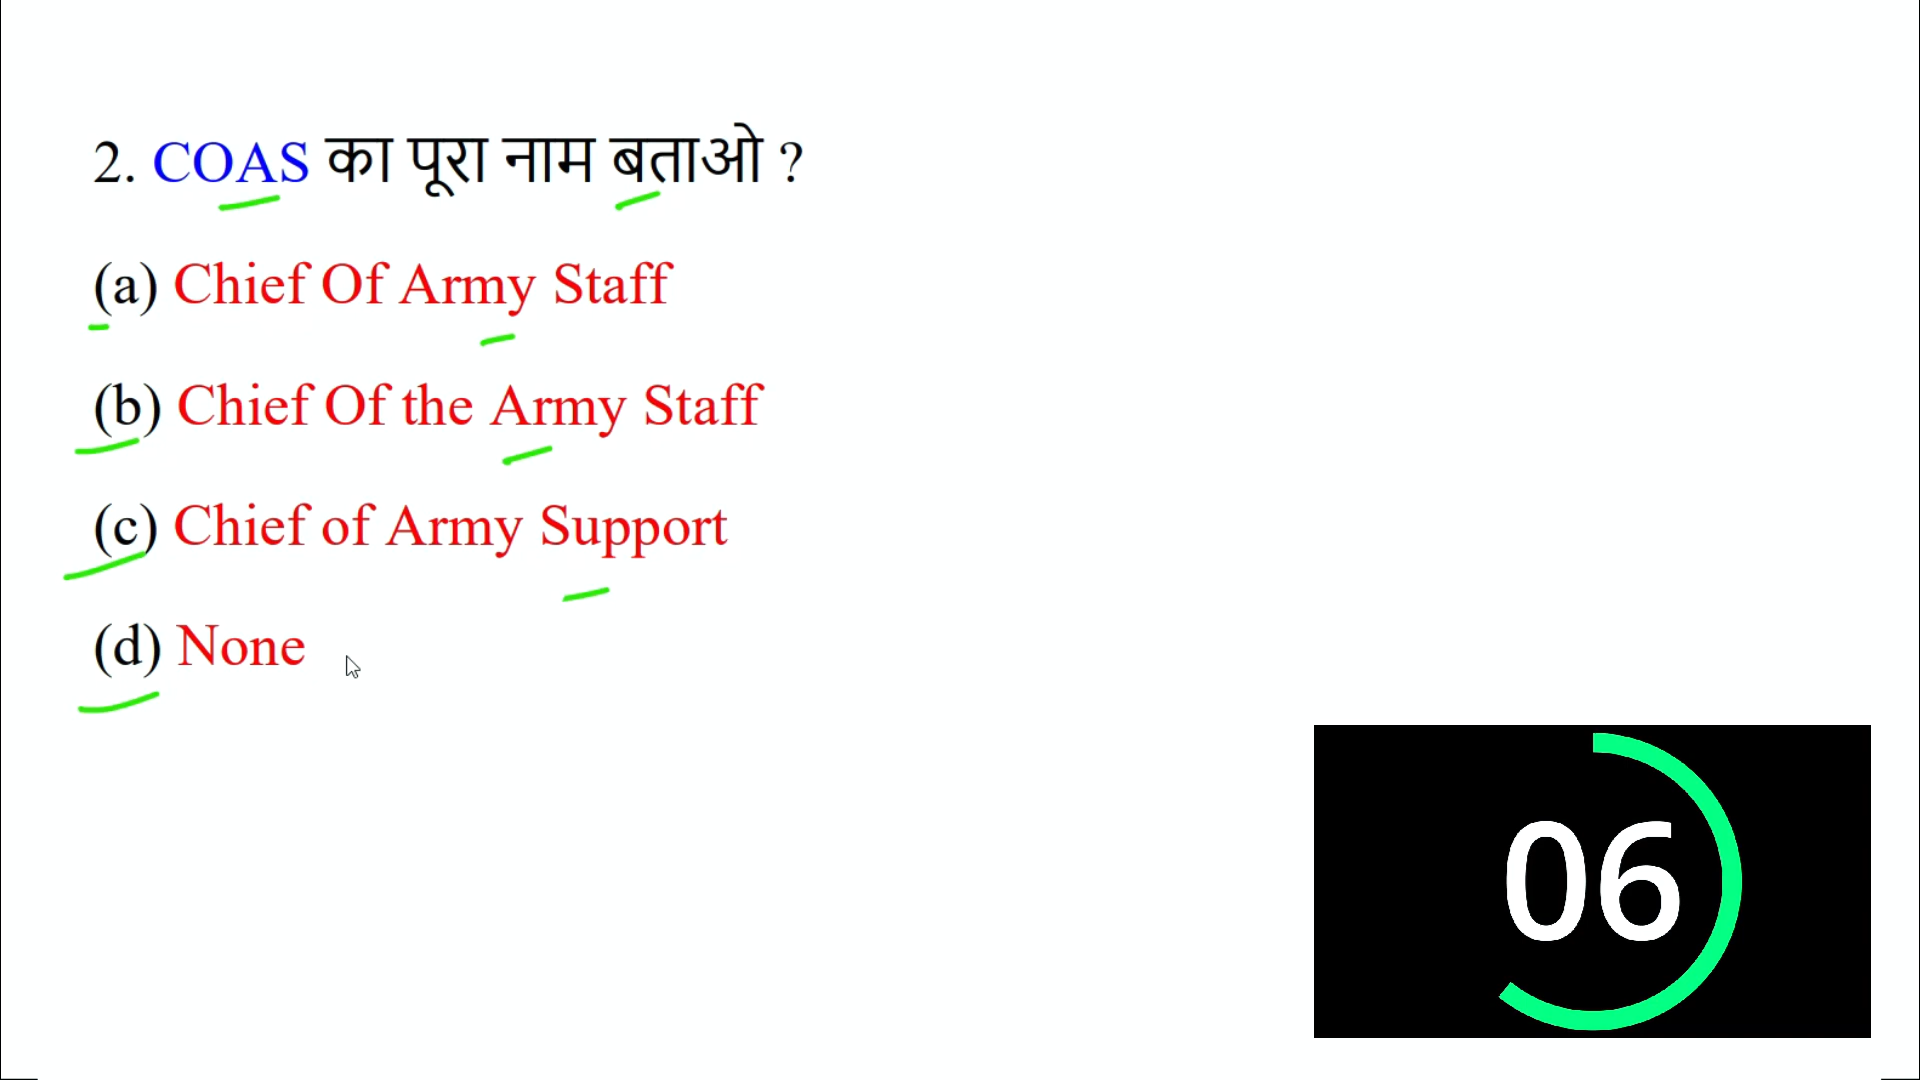 2. COAS का पूरा नाम बताओ ?
(a) Chief Of Army Staff
(b) Chief Of the Army Staff
(c) Chief of Army Support
(d) None
06